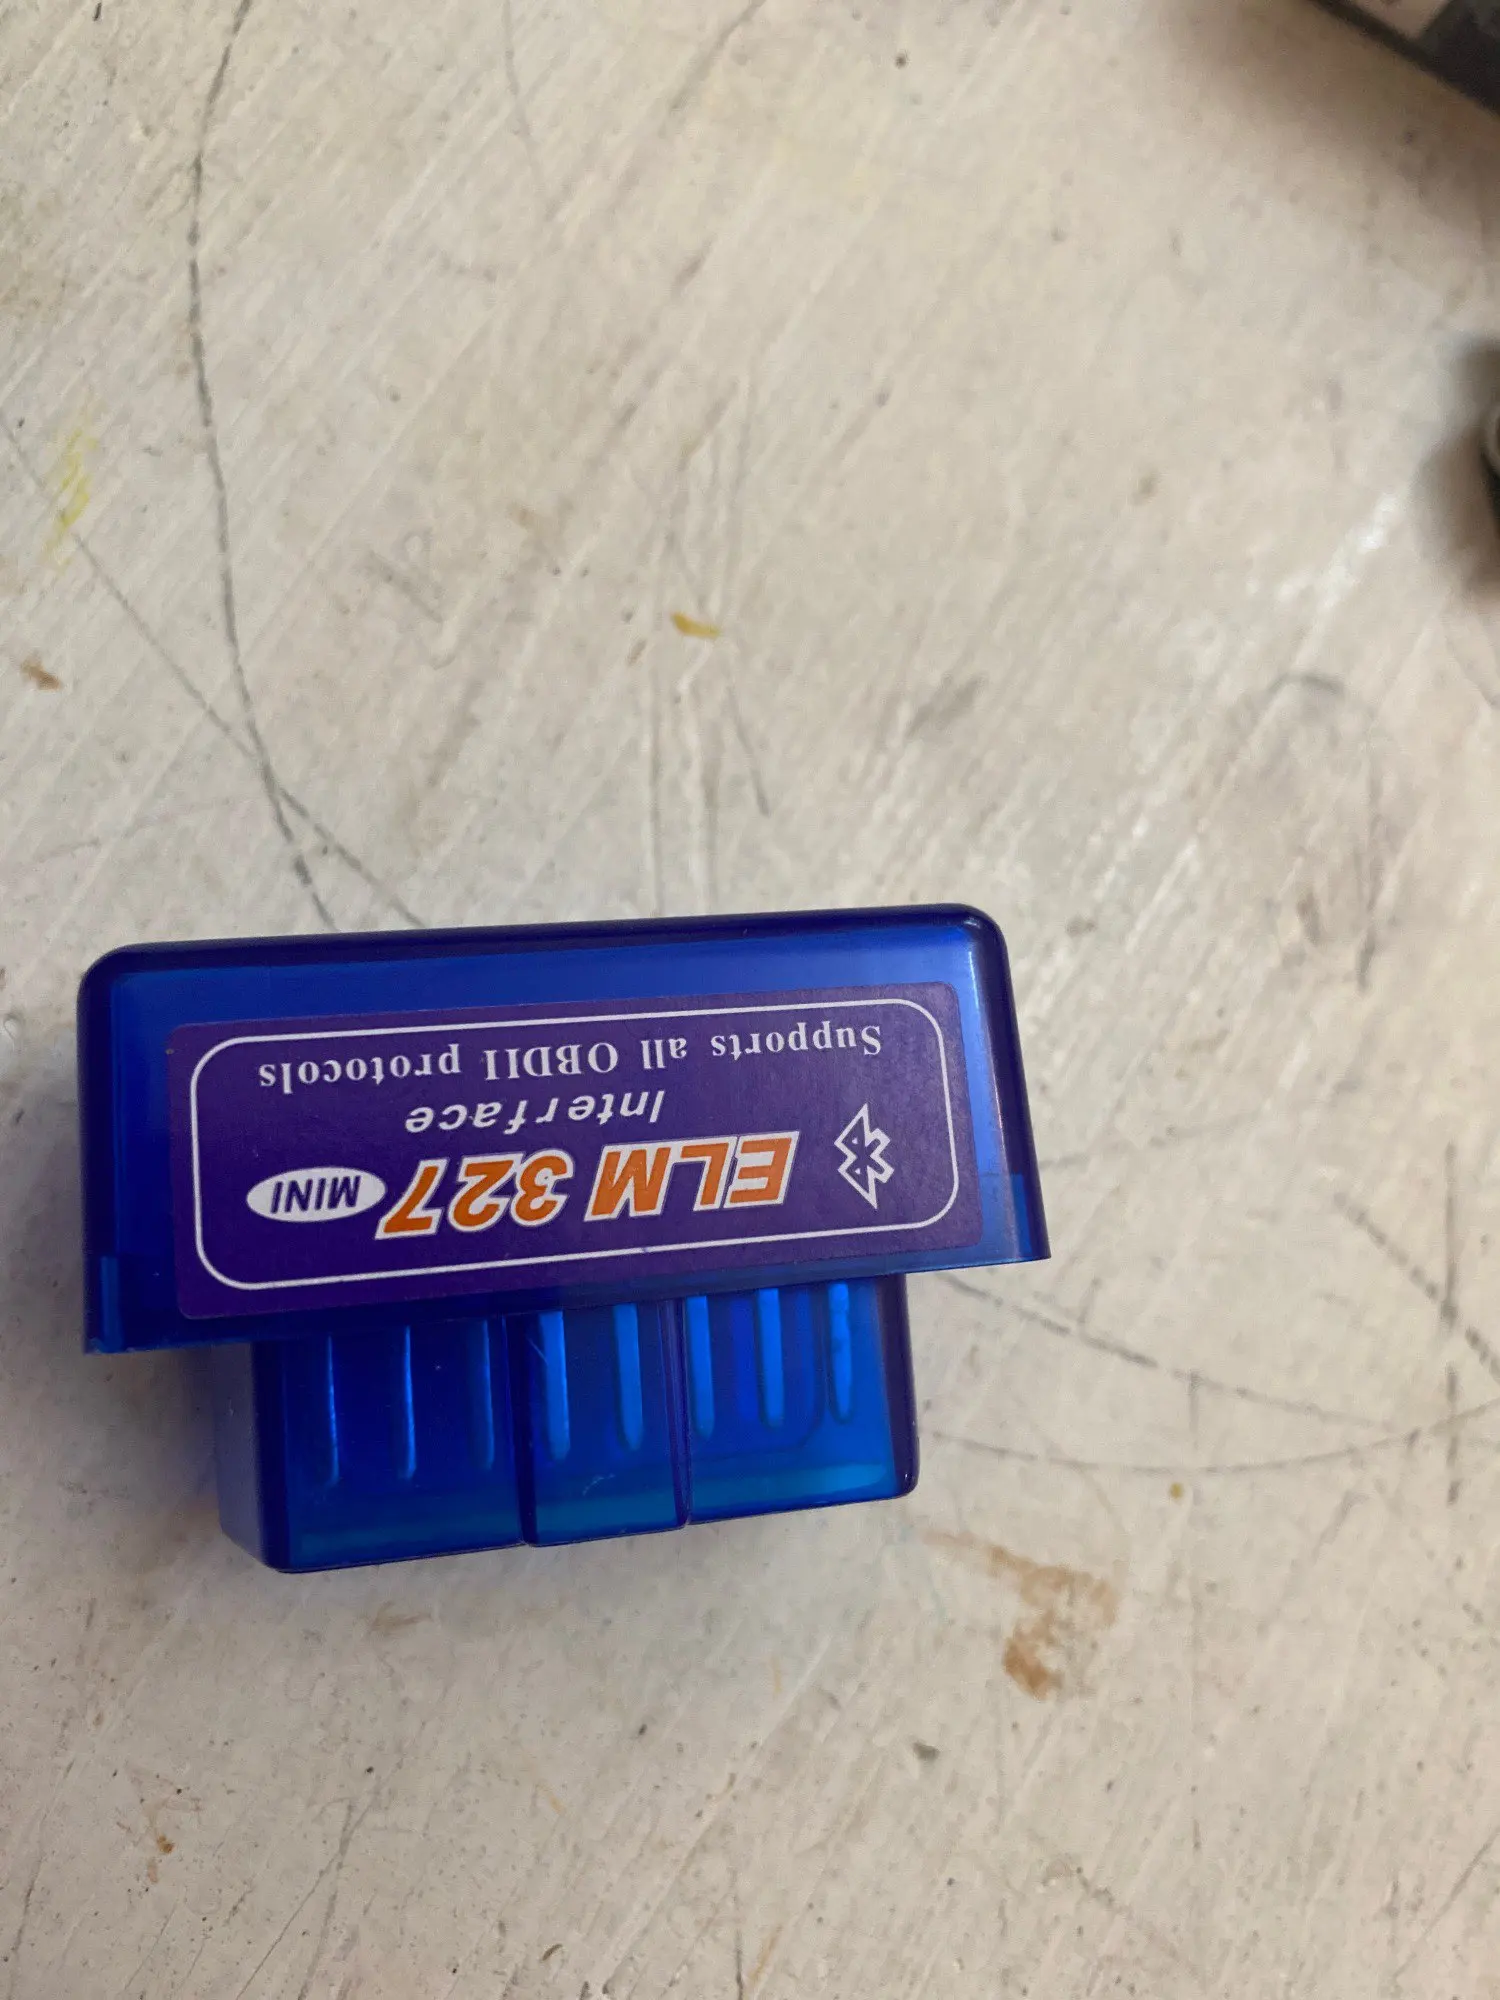 ELM 327 MINI
Interface
Supports all OBDII protocols